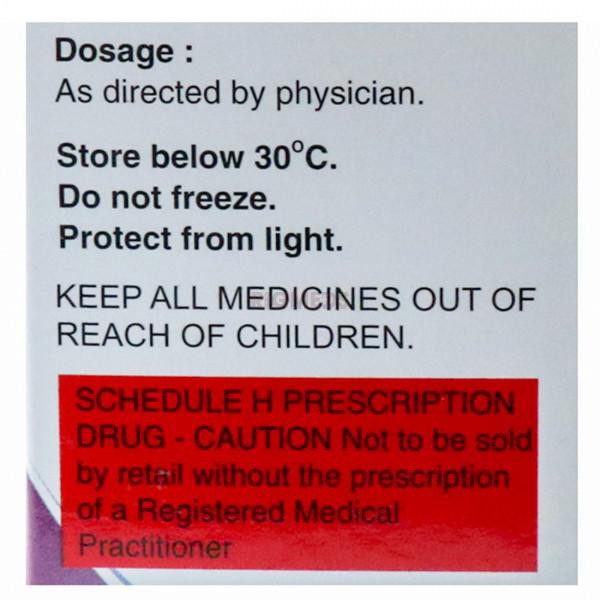 Dosage :
As directed by physician.
Store below 30°C.
Do not freeze.
Protect from light.
KEEP ALL MEDICINES OUT OF
REACH OF CHILDREN.
SCHEDULE H PRESCRIPTION
DRUG - CAUTION Not to be sold
by retail without the prescription
of a Registered Medical
Practitioner